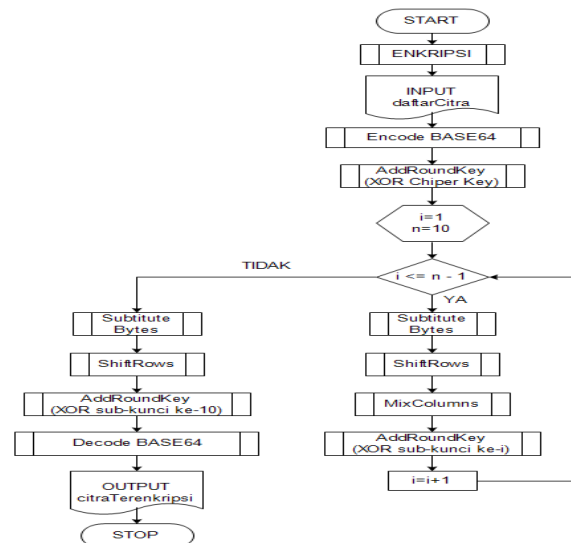 START
ENKRIPSI
INPUT
daftarCitra
Encode BASE64
AddRoundKey
(XOR Chiper Key)
i=1
n=10
i <= n - 1
TIDAK
YA
Subtitute
Bytes
ShiftRows
AddRoundKey
(XOR sub-kunci ke-10)
Decode BASE64
OUTPUT
citraTerenkripsi
STOP
Subtitute
Bytes
ShiftRows
MixColumns
AddRoundKey
(XOR sub-kunci ke-i)
i=i+1